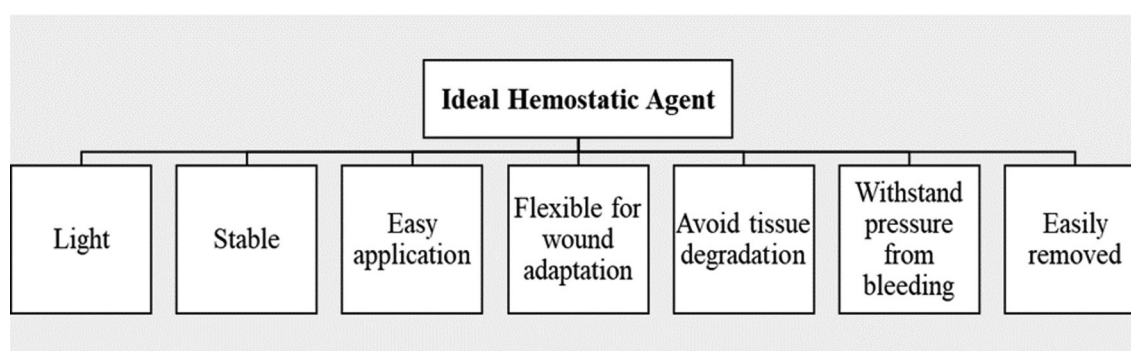 Ideal Hemostatic Agent
Light
Stable
Easy
application
Flexible for
wound
adaptation
Avoid tissue
degradation
Withstand
pressure
from
bleeding
Easily
removed